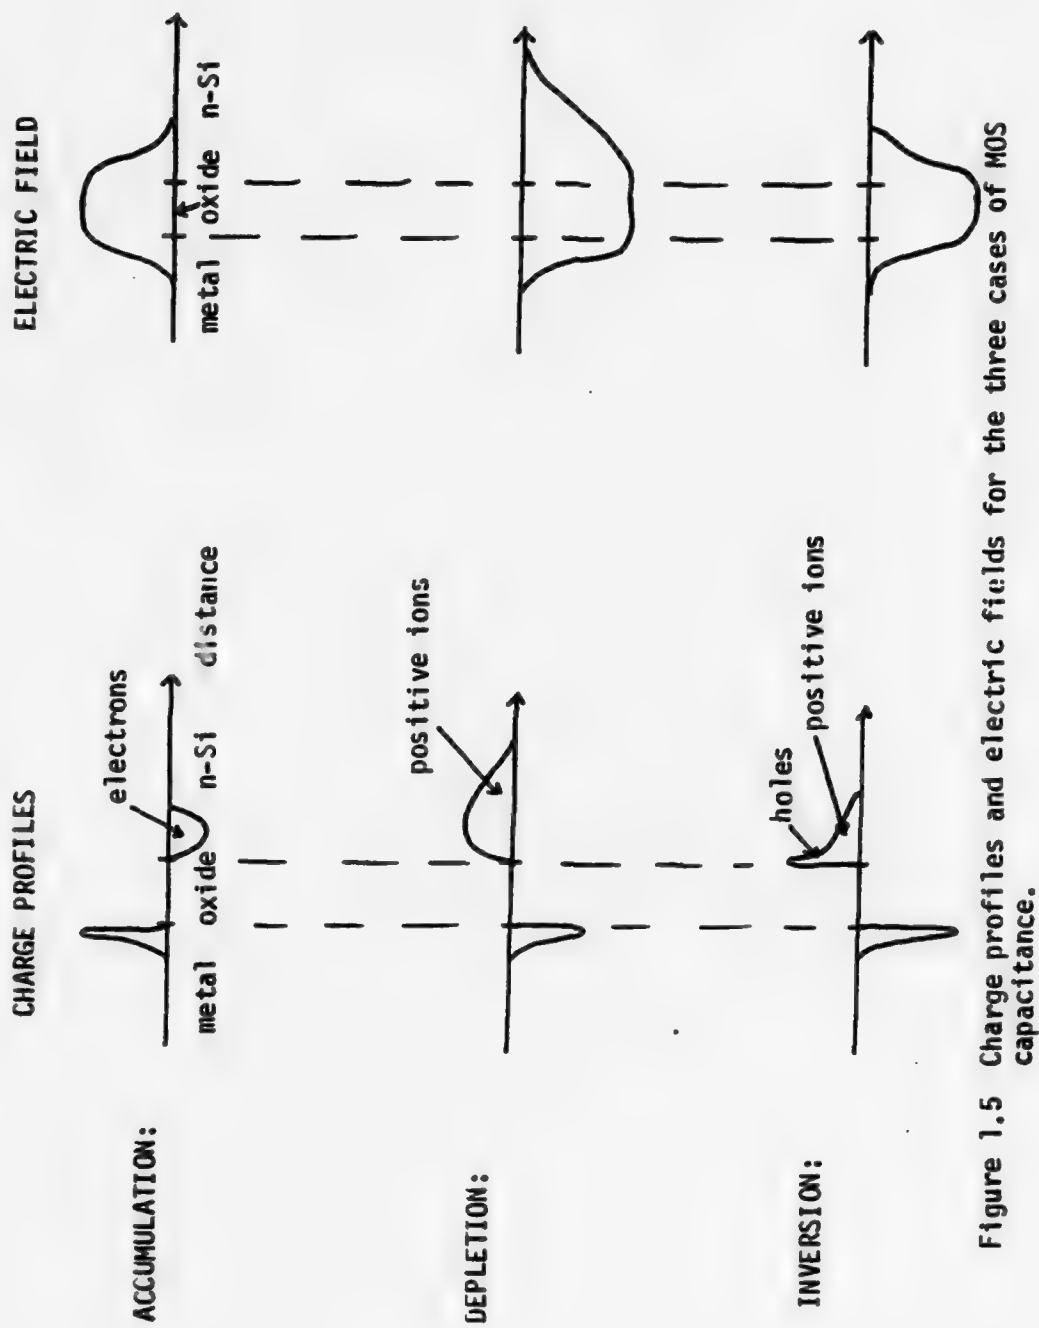 CHARGE PROFILES
ELECTRIC FIELD
ACCUMULATION:
electrons
metal oxide n-Si distance
metal oxide n-Si
DEPLETION:
positive ions
INVERSION:
holes
positive ions
Figure 1.5 Charge profiles and electric fields for the three cases of MOS
capacitance.